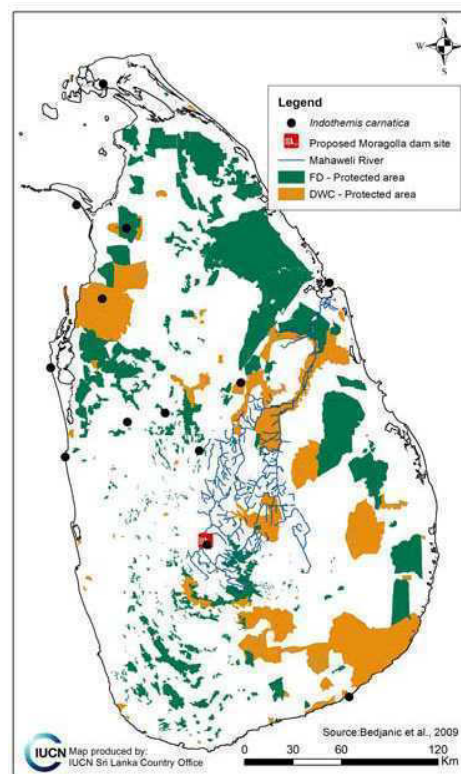 N
W E
S
Legend
Indothemis carnatica
Proposed Moragolla dam site
Mahaweli River
FD - Protected area
DWC - Protected area
Source:Bedjanic et al., 2009
IUCN
Map produced by:
IUCN Sri Lanka Country Office
0 30 60 120
Km